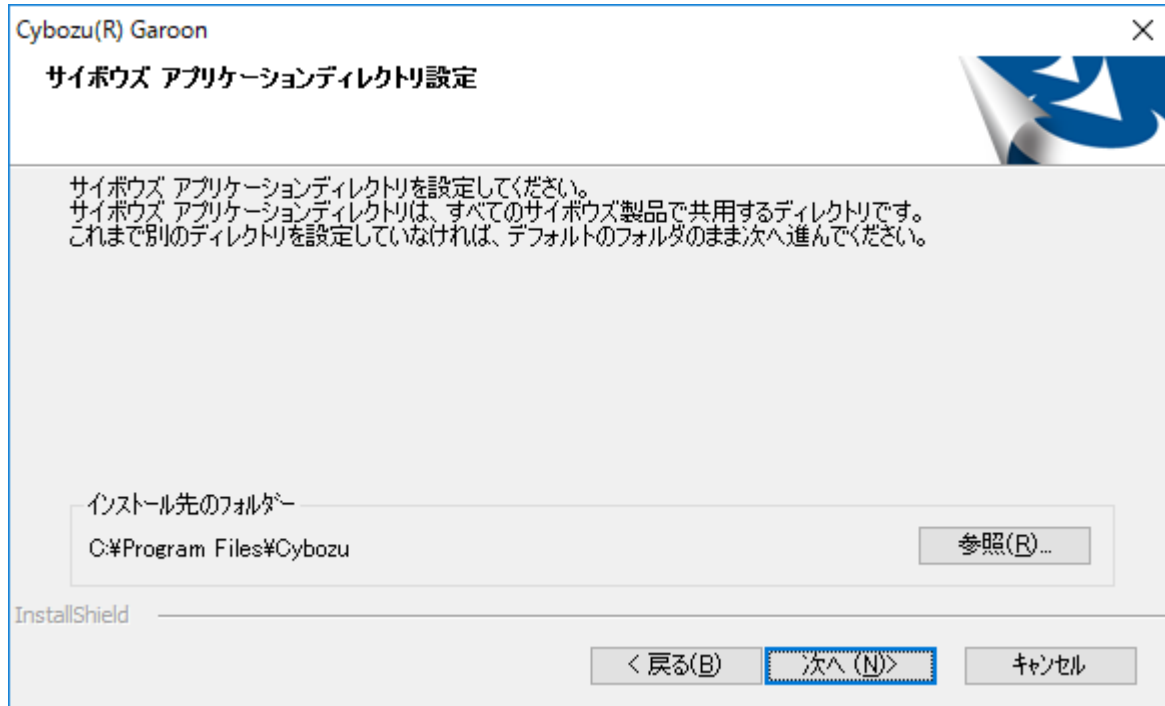 Cybozu(R) Garoon
サイボウズ アプリケーションディレクトリ設定
サイボウズ アプリケーションディレクトリを設定してください。
サイボウズ アプリケーションディレクトリは、すべてのサイボウズ製品で共用するディレクトリです。
これまで別のディレクトリを設定していなければ、デフォルトのフォルダのまま次へ進んでください。
インストール先のフォルダー
C:¥Program Files¥Cybozu
参照(R)...
InstallShield
< 戻る(B)
次へ (N)>
キャンセル